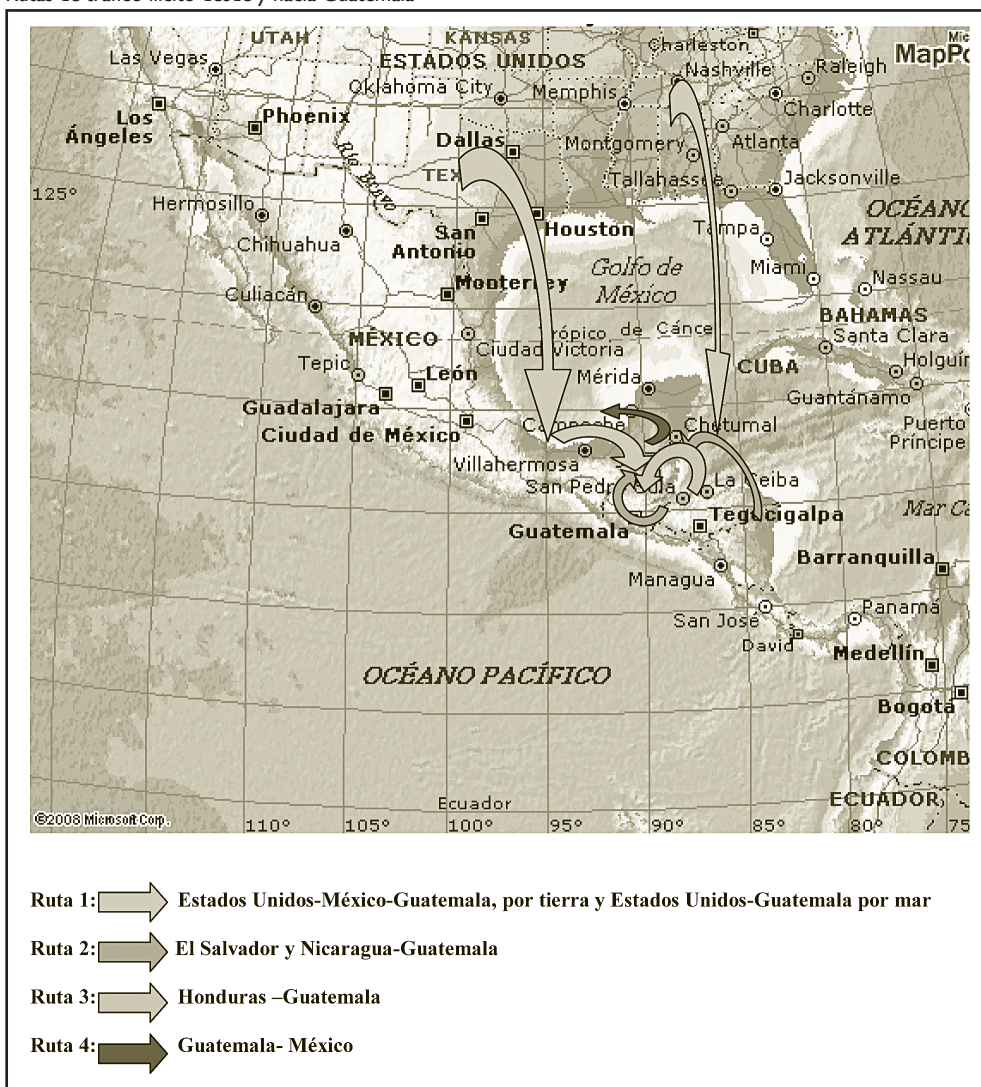 Rutas de tráfico ilícito desde y hacia Guatemala
UTAH
KANSAS
Charleston
Las Vegas
ESTADOS UNIDOS
Nashville
Raleigh
MapPo
Oklahoma City
Memphis
Charlotte
Los
Ángeles
Phoenix
Dallas
Montgomery
Atlanta
Río Bravo
TEX
Tallahassee
Jacksonville
125°
Hermosillo
OCÉANO
ATLÁNTI
Chihuahua
San
Antonio
Houston
Tampa
Golfo de
México
Miami
Nassau
Monterrey
Culiacán
BAHAMAS
Trópico de Cánce
Santa Clara
MÉXICO
Ciudad Victoria
Tepic
León
Mérida
CUBA
Holguín
Guantánamo
Guadalajara
Ciudad de México
Campeche
Chetumal
Puerto
Príncipe
Villahermosa
San Pedro Sula
La Ceiba
Guatemala
Tegucigalpa
Mar Ca
Barranquilla
Managua
San José
Panamá
David
Medellín
OCÉANO PACÍFICO
Bogotá
COLOMB
Ecuador
ECUADOR
©2008 Microsoft Corp.
110° 105° 100° 95° 90° 85° 80° 75
Ruta 1: Estados Unidos-México-Guatemala, por tierra y Estados Unidos-Guatemala por mar
Ruta 2: El Salvador y Nicaragua-Guatemala
Ruta 3: Honduras –Guatemala
Ruta 4: Guatemala- México